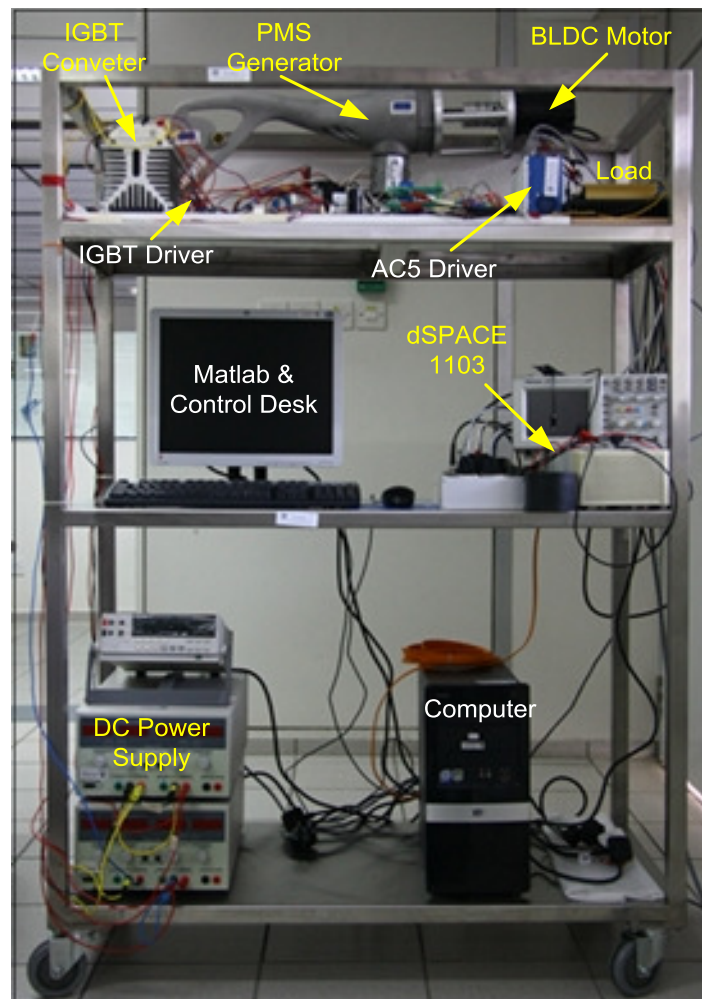 IGBT
Conveter
PMS
Generator
BLDC Motor
Load
IGBT Driver
AC5 Driver
dSPACE
1103
Matlab &
Control Desk
DC Power
Supply
Computer